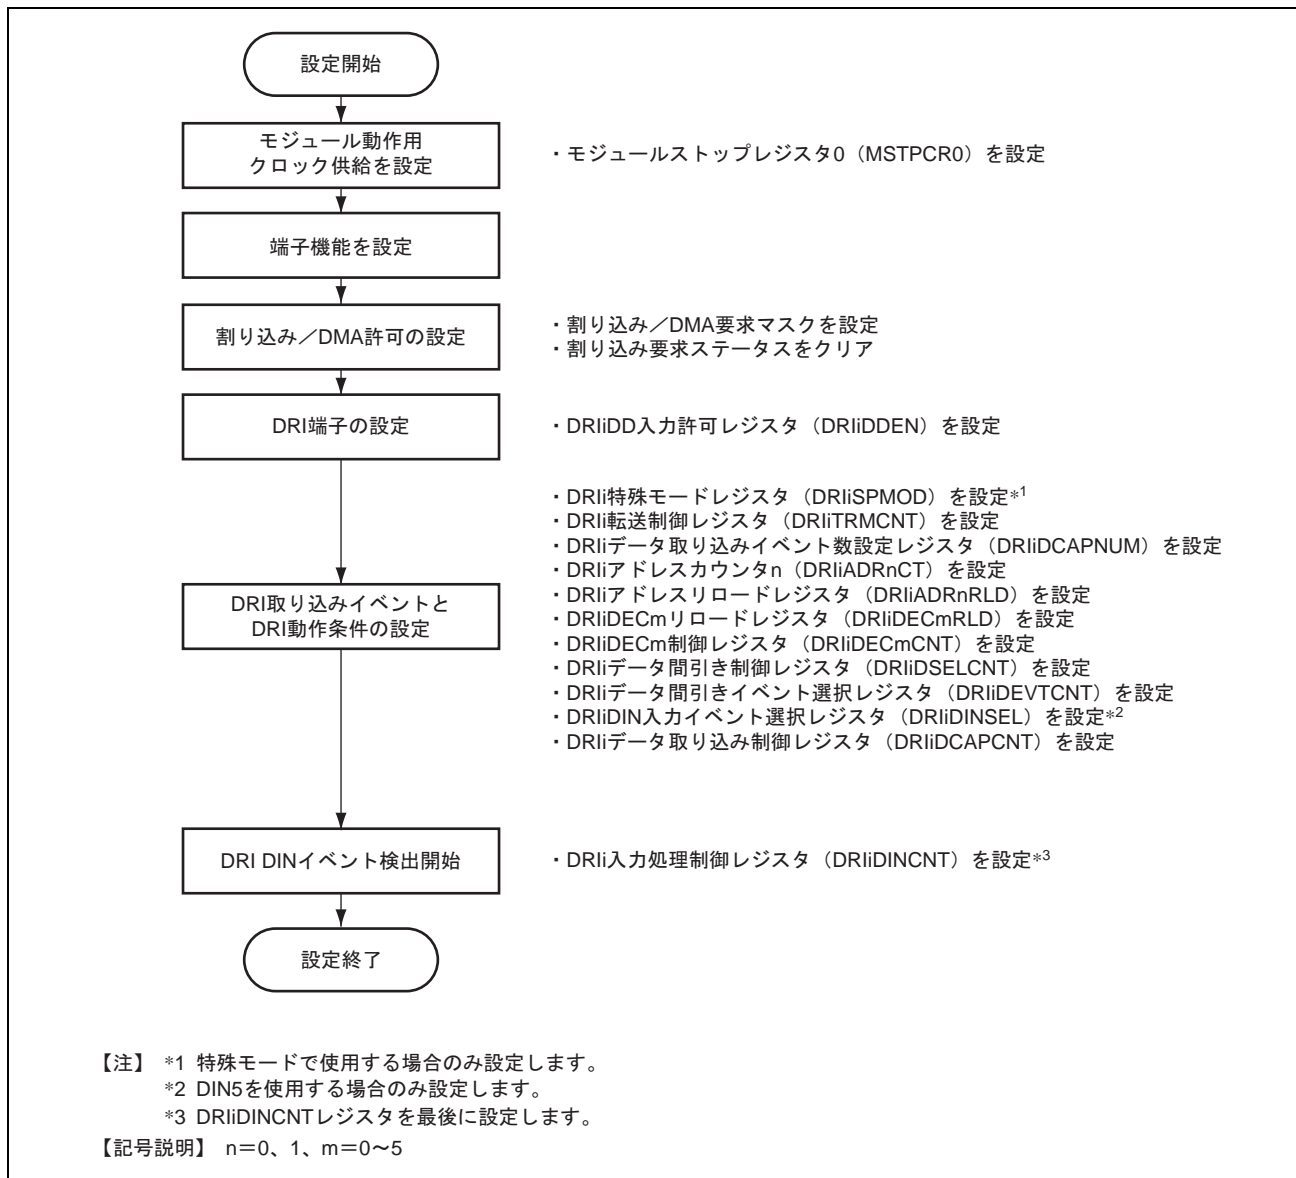 設定開始
モジュール動作用
クロック供給を設定
・モジュールストップレジスタ0（MSTPCR0）を設定
端子機能を設定
割り込み／DMA許可の設定
・割り込み／DMA要求マスクを設定
・割り込み要求ステータスをクリア
DRI端子の設定
・DRIiDD入力許可レジスタ（DRIiDDEN）を設定
DRI取り込みイベントと
DRI動作条件の設定
・DRIi特殊モードレジスタ（DRIiSPMOD）を設定*1
・DRIi転送制御レジスタ（DRIiTRMCNT）を設定
・DRIiデータ取り込みイベント数設定レジスタ（DRIiDCAPNUM）を設定
・DRIiアドレスカウンタn（DRIiADRnCT）を設定
・DRIiアドレスリロードレジスタ（DRIiADRnRLD）を設定
・DRIiDECmリロードレジスタ（DRIiDECmRLD）を設定
・DRIiDECm制御レジスタ（DRIiDECmCNT）を設定
・DRIiデータ間引き制御レジスタ（DRIiDSELCNT）を設定
・DRIiデータ間引きイベント選択レジスタ（DRIiDEVTCNT）を設定
・DRIiDIN入力イベント選択レジスタ（DRIiDINSEL）を設定*2
・DRIiデータ取り込み制御レジスタ（DRIiDCAPCNT）を設定
DRI DINイベント検出開始
・DRIi入力処理制御レジスタ（DRIiDINCNT）を設定*3
設定終了
【注】 *1 特殊モードで使用する場合のみ設定します。
*2 DIN5を使用する場合のみ設定します。
*3 DRIiDINCNTレジスタを最後に設定します。
【記号説明】 n＝0、1、m＝0～5